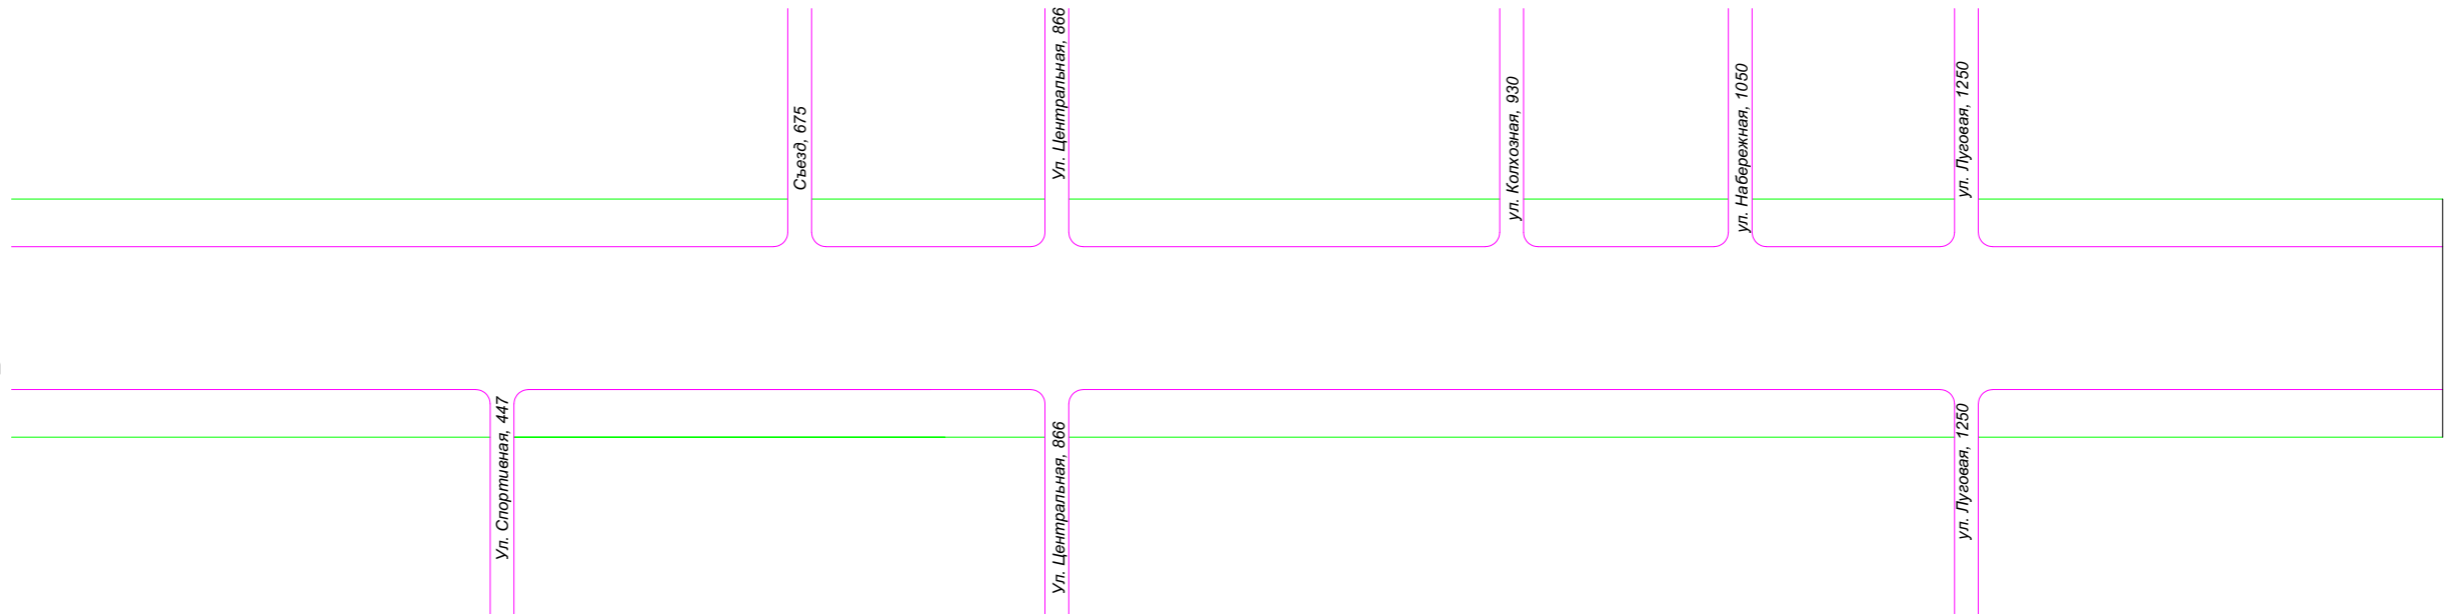 Съезд, 675
Ул. Центральная, 866
ул. Колхозная, 930
ул. Набережная, 1050
ул. Луговая, 1250
Ул. Спортивная, 447
Ул. Центральная, 866
ул. Луговая, 1250